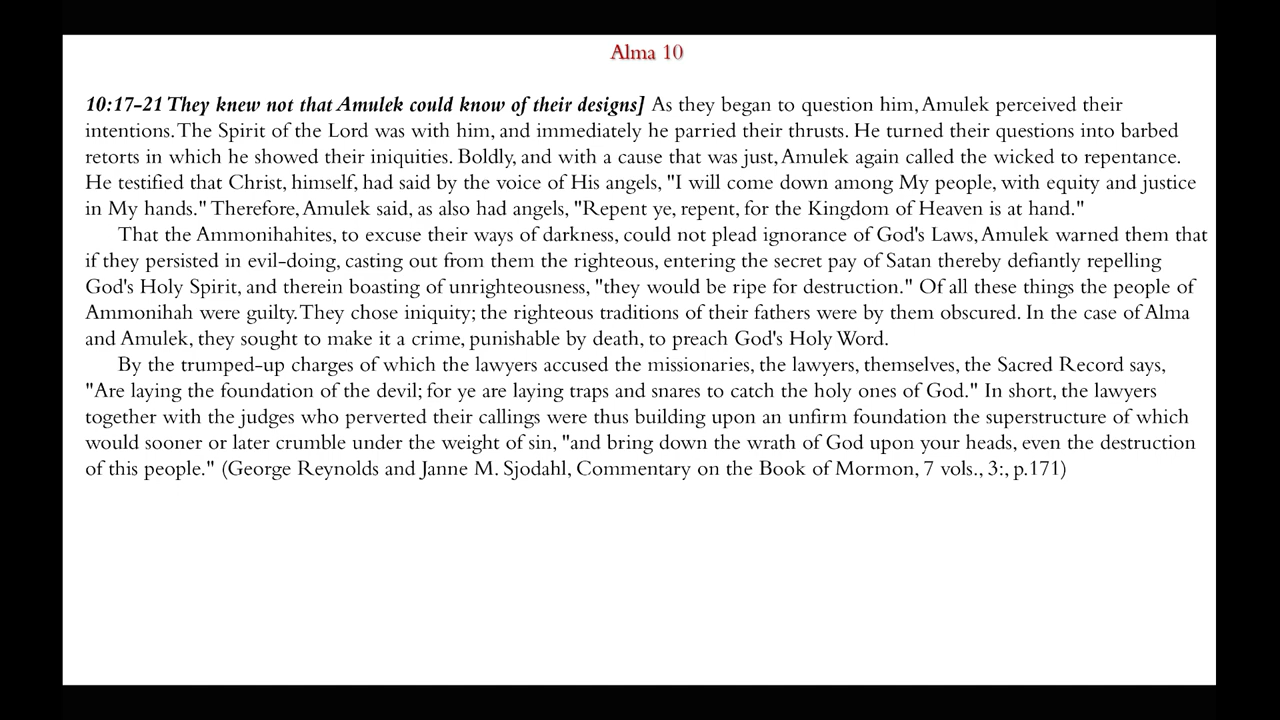 Alma 10
10:17-21 They knew not that Amulek could know of their designs] As they began to question him, Amulek perceived their
intentions. The Spirit of the Lord was with him, and immediately he parried their thrusts. He turned their questions into barbed
retorts in which he showed their iniquities. Boldly, and with a cause that was just, Amulek again called the wicked to repentance.
He testified that Christ, himself, had said by the voice of His angels, "I will come down among My people, with equity and justice
in My hands." Therefore, Amulek said, as also had angels, "Repent ye, repent, for the Kingdom of Heaven is at hand."
That the Ammonihahites, to excuse their ways of darkness, could not plead ignorance of God's Laws, Amulek warned them that
if they persisted in evil-doing, casting out from them the righteous, entering the secret pay of Satan thereby defiantly repelling
God's Holy Spirit, and therein boasting of unrighteousness, "they would be ripe for destruction." Of all these things the people of
Ammonihah were guilty. They chose iniquity; the righteous traditions of their fathers were by them obscured. In the case of Alma
and Amulek, they sought to make it a crime, punishable by death, to preach God's Holy Word.
By the trumped-up charges of which the lawyers accused the missionaries, the lawyers, themselves, the Sacred Record says,
"Are laying the foundation of the devil; for ye are laying traps and snares to catch the holy ones of God." In short, the lawyers
together with the judges who perverted their callings were thus building upon an unfirm foundation the superstructure of which
would sooner or later crumble under the weight of sin, "and bring down the wrath of God upon your heads, even the destruction
of this people." (George Reynolds and Janne M. Sjodahl, Commentary on the Book of Mormon, 7 vols., 3:, p.171)